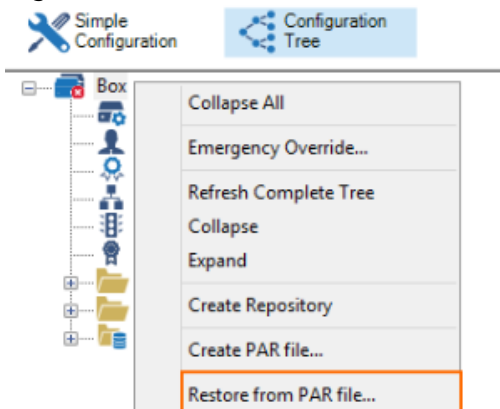 Simple
Configuration
Configuration
Tree
Box
Collapse All
Emergency Override...
Refresh Complete Tree
Collapse
Expand
Create Repository
Create PAR file...
Restore from PAR file...